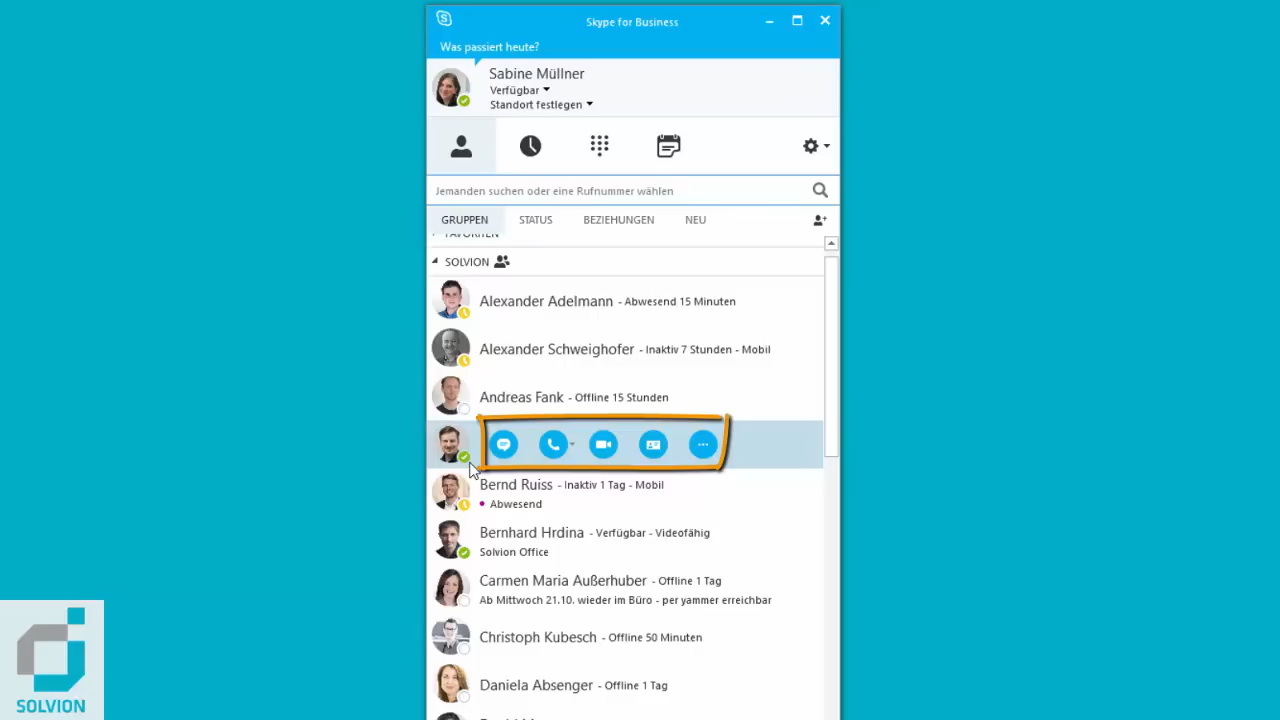 Skype for Business
Was passiert heute?
Sabine Müllner
Verfügbar
Standort festlegen
Jemanden suchen oder eine Rufnummer wählen
GRUPPEN STATUS BEZIEHUNGEN NEU
FAVORITEN
SOLVION
Alexander Adelmann - Abwesend 15 Minuten
Alexander Schweighofer - Inaktiv 7 Stunden - Mobil
Andreas Fank - Offline 15 Stunden
Bernd Ruiss - Inaktiv 1 Tag - Mobil
Abwesend
Bernhard Hrdina - Verfügbar - Videofähig
Solvion Office
Carmen Maria Außerhuber - Offline 1 Tag
Ab Mittwoch 21.10. wieder im Büro - per yammer erreichbar
Christoph Kubesch - Offline 50 Minuten
Daniela Absenger - Offline 1 Tag
SOLVION